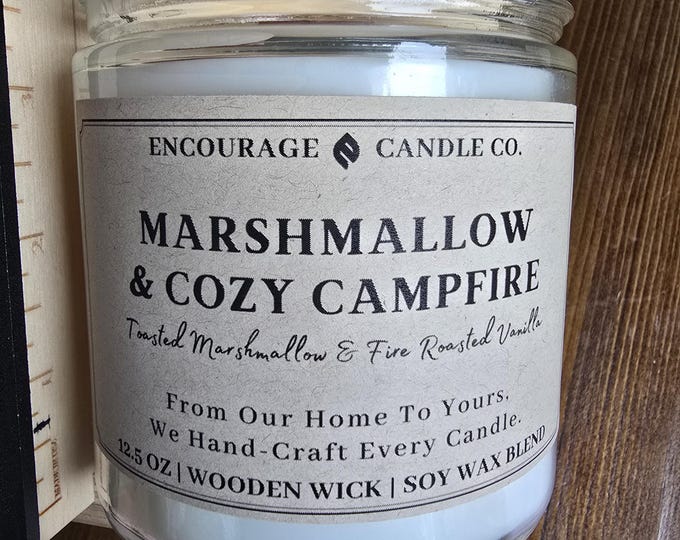 ENCOURAGE CANDLE CO.
MARSHMALLOW
& COZY CAMPFIRE
Toasted Marshmallow & Fire Roasted Vanilla
From Our Home To Yours,
We Hand-Craft Every Candle.
12.5 OZ | WOODEN WICK | SOY WAX BLEND